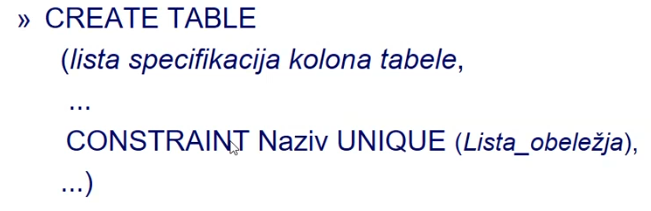 » CREATE TABLE
(lista specifikacija kolona tabele,
...
CONSTRAINT Naziv UNIQUE (Lista_obeležja),
...)